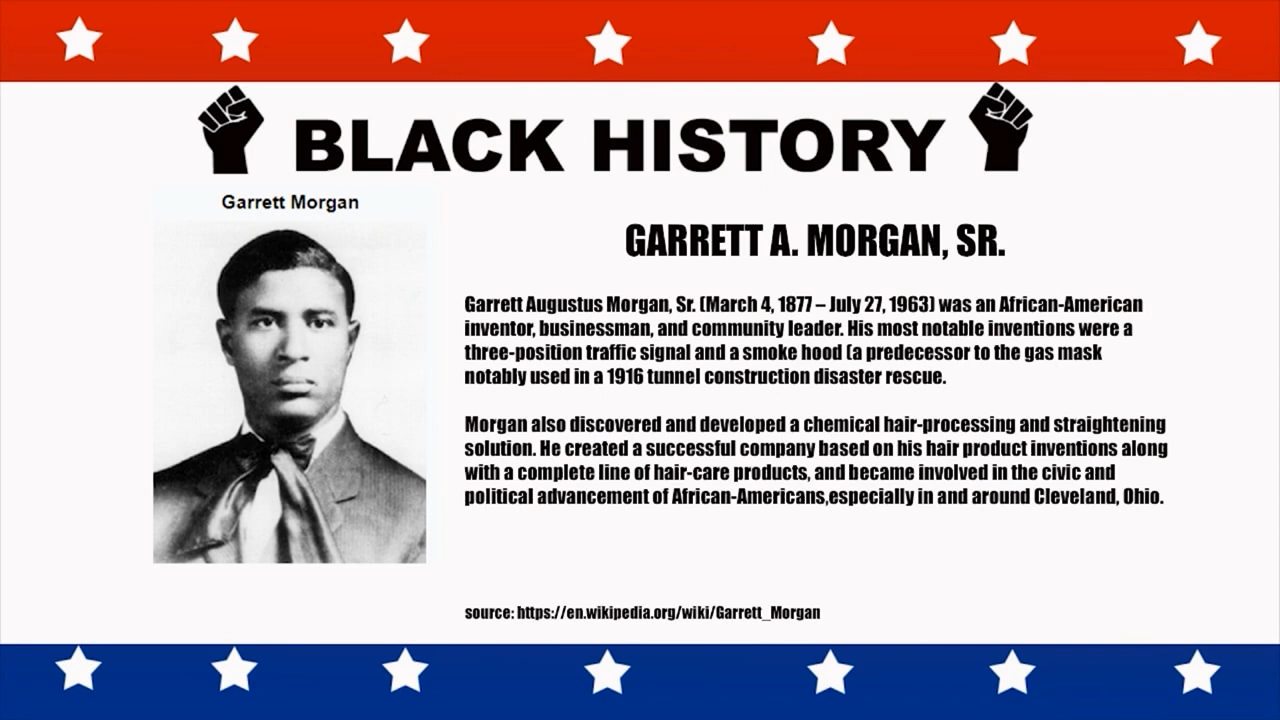 BLACK HISTORY
Garrett Morgan
GARRETT A. MORGAN, SR.
Garrett Augustus Morgan, Sr. (March 4, 1877 – July 27, 1963) was an African-American
inventor, businessman, and community leader. His most notable inventions were a
three-position traffic signal and a smoke hood (a predecessor to the gas mask
notably used in a 1916 tunnel construction disaster rescue.
Morgan also discovered and developed a chemical hair-processing and straightening
solution. He created a successful company based on his hair product inventions along
with a complete line of hair-care products, and became involved in the civic and
political advancement of African-Americans,especially in and around Cleveland, Ohio.
source: https://en.wikipedia.org/wiki/Garrett_Morgan